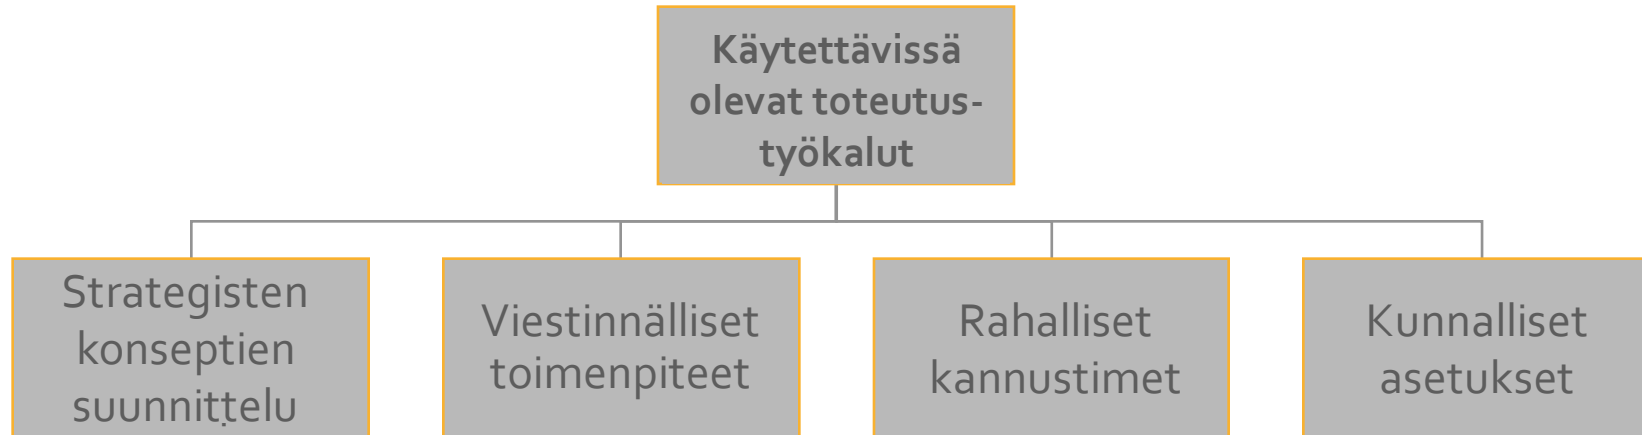 Käytettävissä
olevat toteutus-
työkalut
Strategisten
konseptien
suunnittelu
Viestinnälliset
toimenpiteet
Rahalliset
kannustimet
Kunnalliset
asetukset